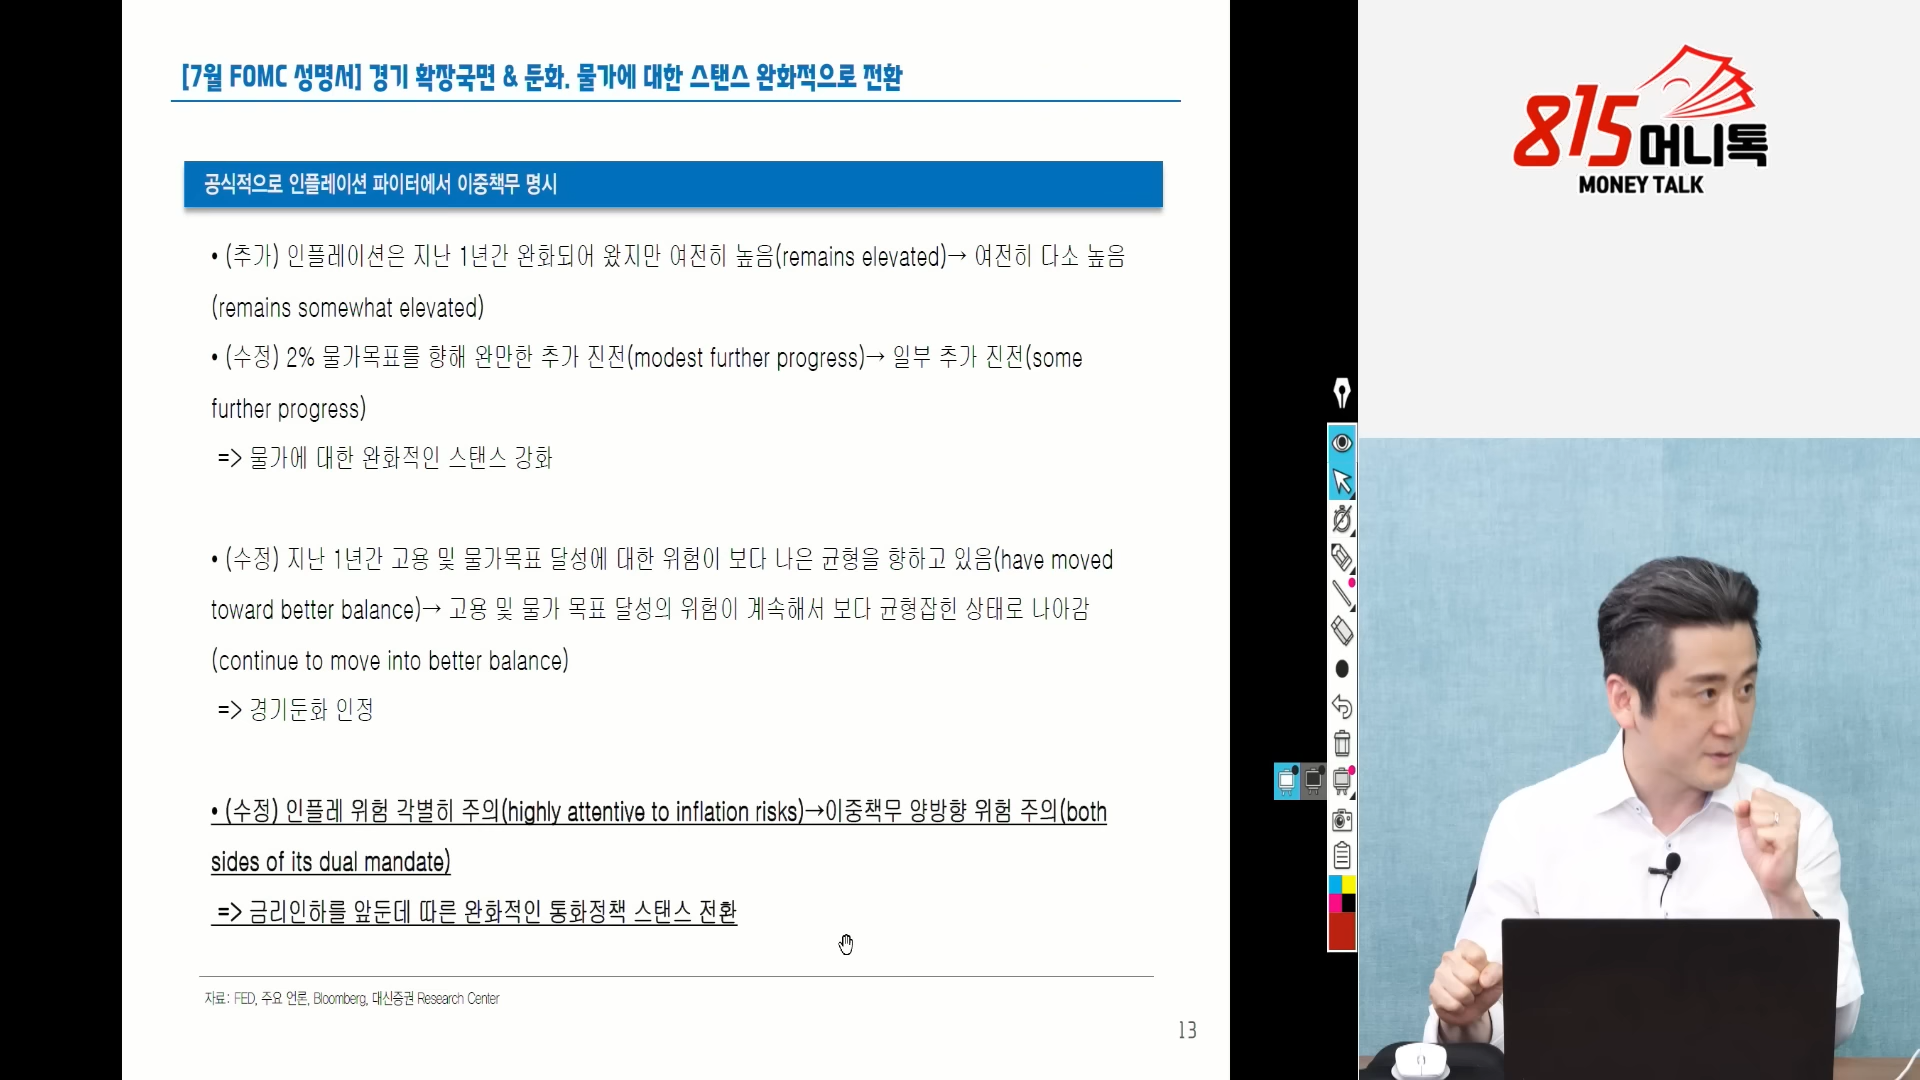 [7월 FOMC 성명서] 경기 확장국면 & 둔화. 물가에 대한 스탠스 완화적으로 전환
공식적으로 인플레이션 파이터에서 이중책무 명시
• (추가) 인플레이션은 지난 1년간 완화되어 왔지만 여전히 높음(remains elevated)→ 여전히 다소 높음
(remains somewhat elevated)
• (수정) 2% 물가목표를 향해 완만한 추가 진전(modest further progress)→ 일부 추가 진전(some
further progress)
=> 물가에 대한 완화적인 스탠스 강화
• (수정) 지난 1년간 고용 및 물가목표 달성에 대한 위험이 보다 나은 균형을 향하고 있음(have moved
toward better balance)→ 고용 및 물가 목표 달성의 위험이 계속해서 보다 균형잡힌 상태로 나아감
(continue to move into better balance)
=> 경기둔화 인정
• (수정) 인플레 위험 각별히 주의(highly attentive to inflation risks)→이중책무 양방향 위험 주의(both
sides of its dual mandate)
=> 금리인하를 앞둔데 따른 완화적인 통화정책 스탠스 전환
자료: FED, 주요 언론, Bloomberg, 대신증권 Research Center
13
815머니톡
MONEY TALK